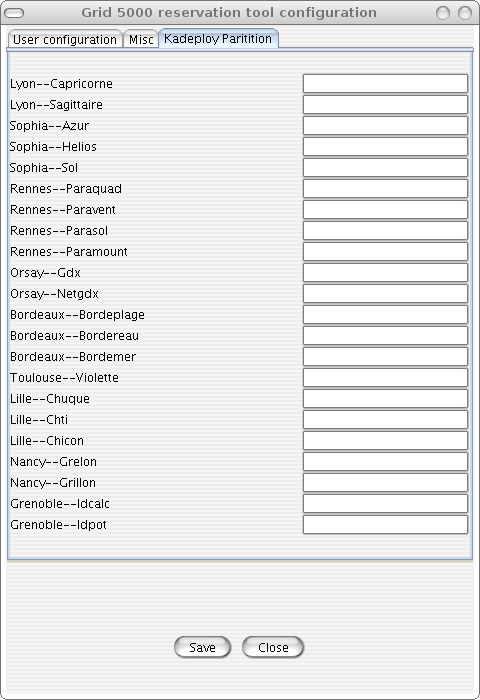 Grid 5000 reservation tool configuration
User configuration Misc Kadeploy Paritition
Lyon--Capricorne
Lyon--Sagittaire
Sophia--Azur
Sophia--Helios
Sophia--Sol
Rennes--Paraquad
Rennes--Paravent
Rennes--Parasol
Rennes--Paramount
Orsay--Gdx
Orsay--Netgdx
Bordeaux--Bordeplage
Bordeaux--Bordereau
Bordeaux--Bordemer
Toulouse--Violette
Lille--Chuque
Lille--Chti
Lille--Chicon
Nancy--Grelon
Nancy--Grillon
Grenoble--Idcalc
Grenoble--Idpot
Save Close